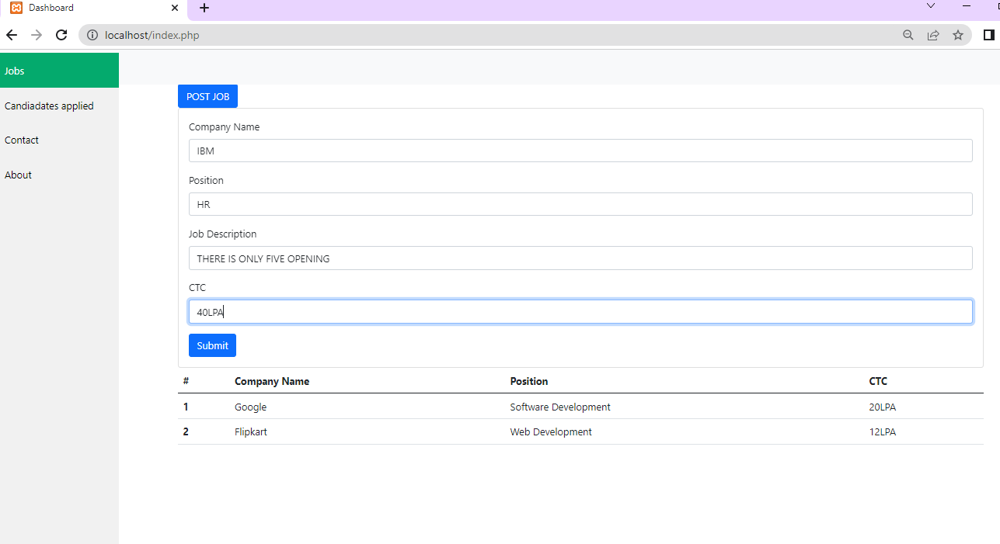 Dashboard
localhost/index.php
Jobs
Candiadates applied
Contact
About
POST JOB
Company Name
IBM
Position
HR
Job Description
THERE IS ONLY FIVE OPENING
CTC
40LPA
Submit
# Company Name Position CTC
1 Google Software Development 20LPA
2 Flipkart Web Development 12LPA